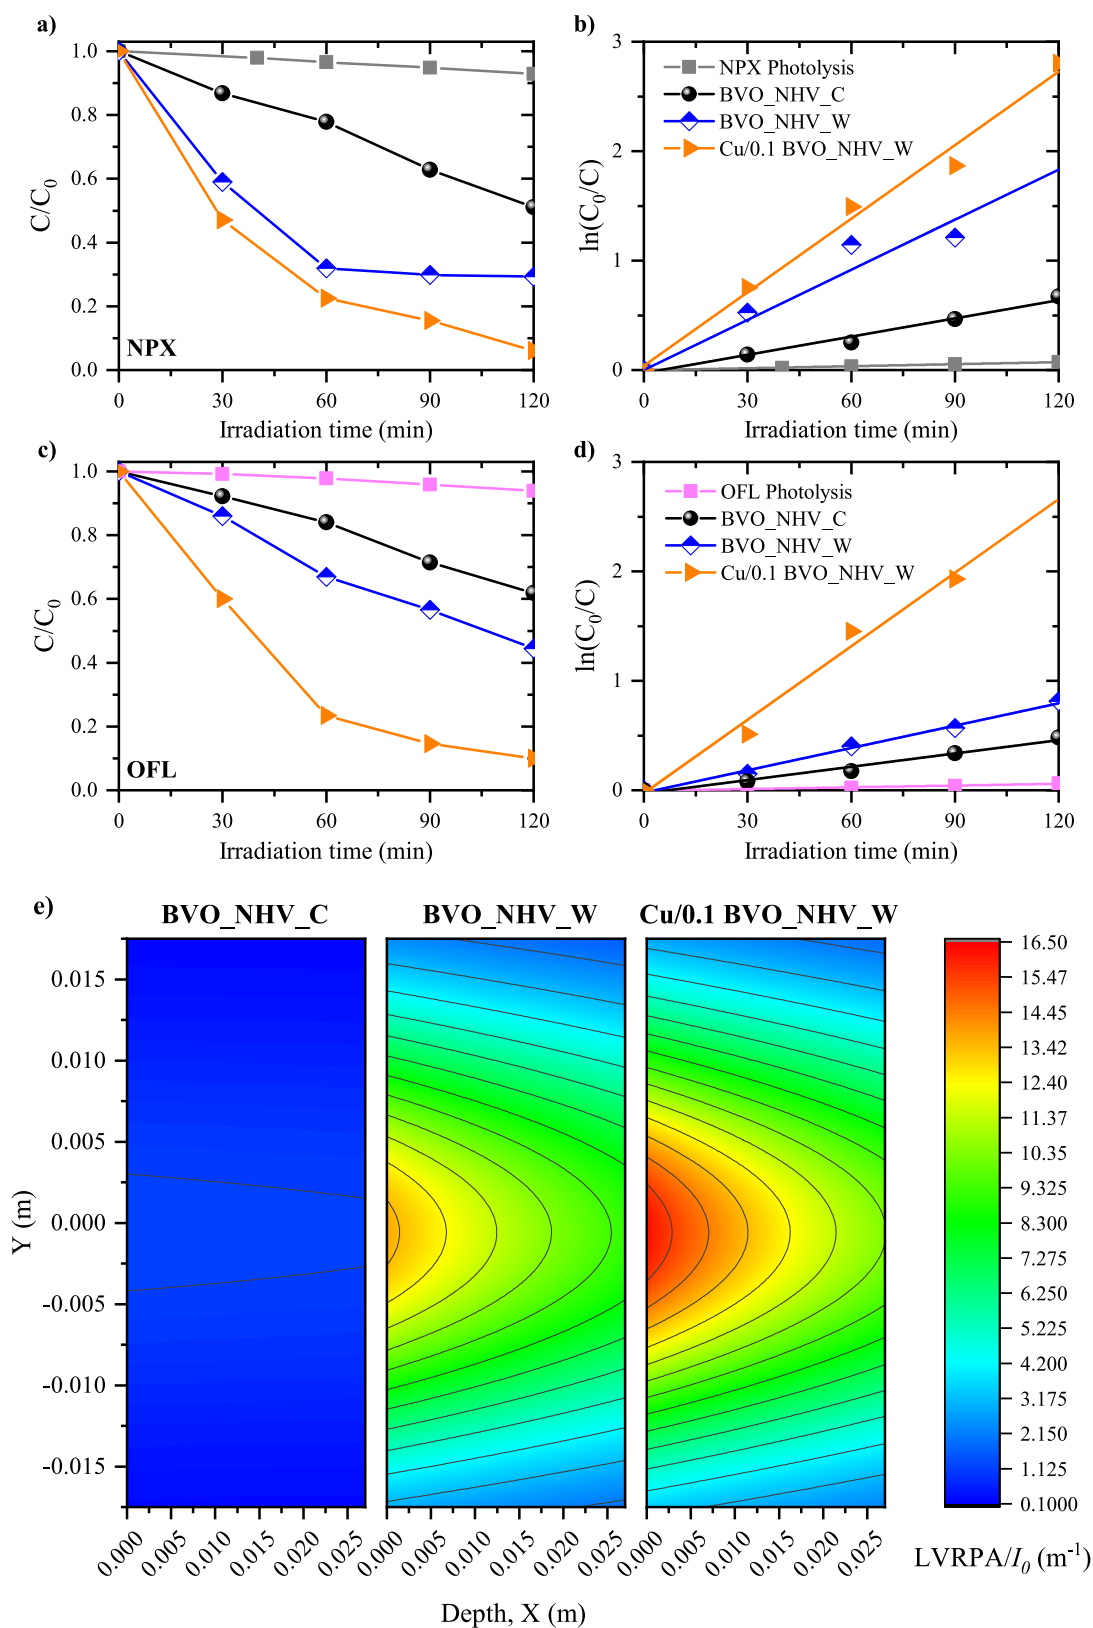 a)
C/C0
1.0
0.8
0.6
0.4
0.2
0.0
NPX
0 30 60 90 120
Irradiation time (min)
b)
ln(C0/C)
3
2
1
0
NPX Photolysis
BVO_NHV_C
BVO_NHV_W
Cu/0.1 BVO_NHV_W
0 30 60 90 120
Irradiation time (min)
c)
C/C0
1.0
0.8
0.6
0.4
0.2
0.0
OFL
0 30 60 90 120
Irradiation time (min)
d)
ln(C0/C)
3
2
1
0
OFL Photolysis
BVO_NHV_C
BVO_NHV_W
Cu/0.1 BVO_NHV_W
0 30 60 90 120
Irradiation time (min)
e)
BVO_NHV_C BVO_NHV_W Cu/0.1 BVO_NHV_W
Y (m)
0.015
0.010
0.005
0.000
-0.005
-0.010
-0.015
0.000 0.005 0.010 0.015 0.020 0.025
0.000 0.005 0.010 0.015 0.020 0.025
0.000 0.005 0.010 0.015 0.020 0.025
Depth, X (m)
16.50
15.47
14.45
13.42
12.40
11.37
10.35
9.325
8.300
7.275
6.250
5.225
4.200
3.175
2.150
1.125
0.1000
LVRPA/I0 (m-1)